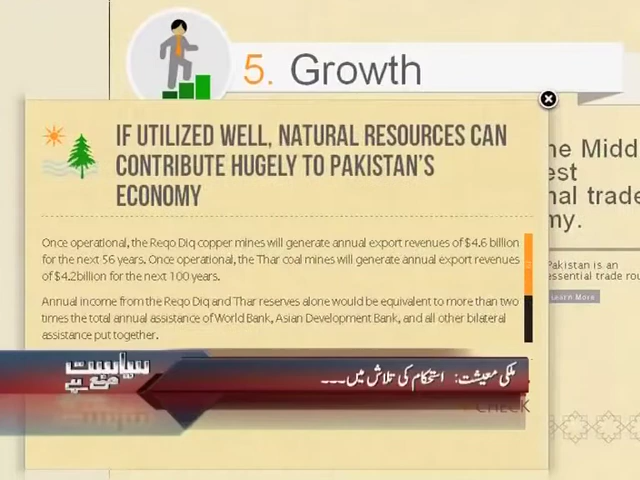 5. Growth
IF UTILIZED WELL, NATURAL RESOURCES CAN
CONTRIBUTE HUGELY TO PAKISTAN'S
ECONOMY
Once operational, the Reqo Diq copper mines will generate annual export revenues of $4.6 billion
for the next 56 years. Once operational, the Thar coal mines will generate annual export revenues
of $4.2billion for the next 100 years.
Annual income from the Reqo Diq and Thar reserves alone would be equivalent to more than two
times the total annual assistance of World Bank, Asian Development Bank, and all other bilateral
assistance put together.
he Midd
est
nal trade
my.
Pakistan is an
essential trade rou
Learn More
سیاست
ملکی معیشت: استحکام کی تلاش میں۔۔۔
CHECK